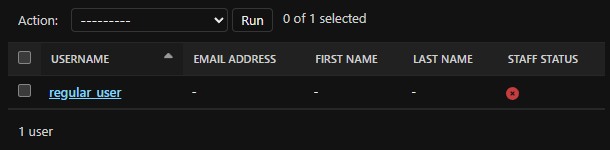 Action: --------- Run 0 of 1 selected
USERNAME EMAIL ADDRESS FIRST NAME LAST NAME STAFF STATUS
regular_user - - -
1 user